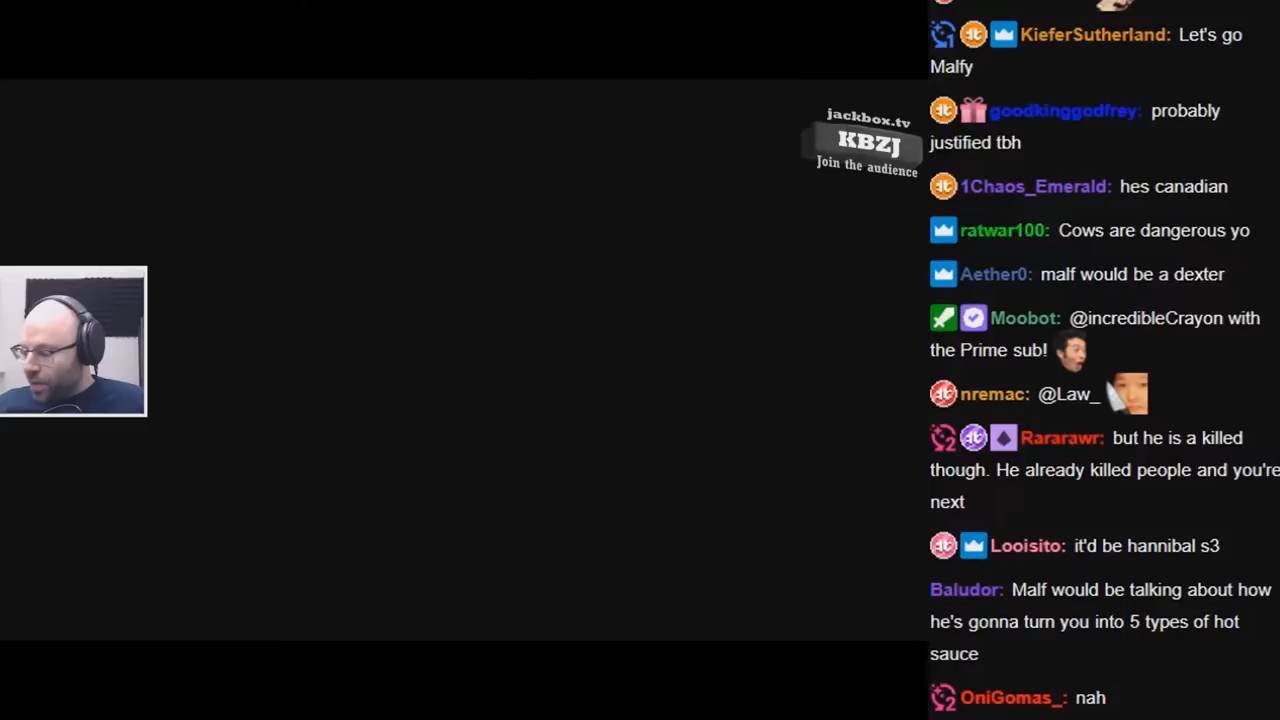 jackbox.tv
KBZJ
Join the audience
KieferSutherland: Let's go
Malfy
goodkinggodfrey: probably
justified tbh
1Chaos_Emerald: hes canadian
ratwar100: Cows are dangerous yo
Aether0: malf would be a dexter
Moobot: @incredibleCrayon with
the Prime sub!
nremac: @Law_
Rararawr: but he is a killed
though. He already killed people and you're
next
Looisito: it'd be hannibal s3
Baludor: Malf would be talking about how
he's gonna turn you into 5 types of hot
sauce
OniGomas_: nah